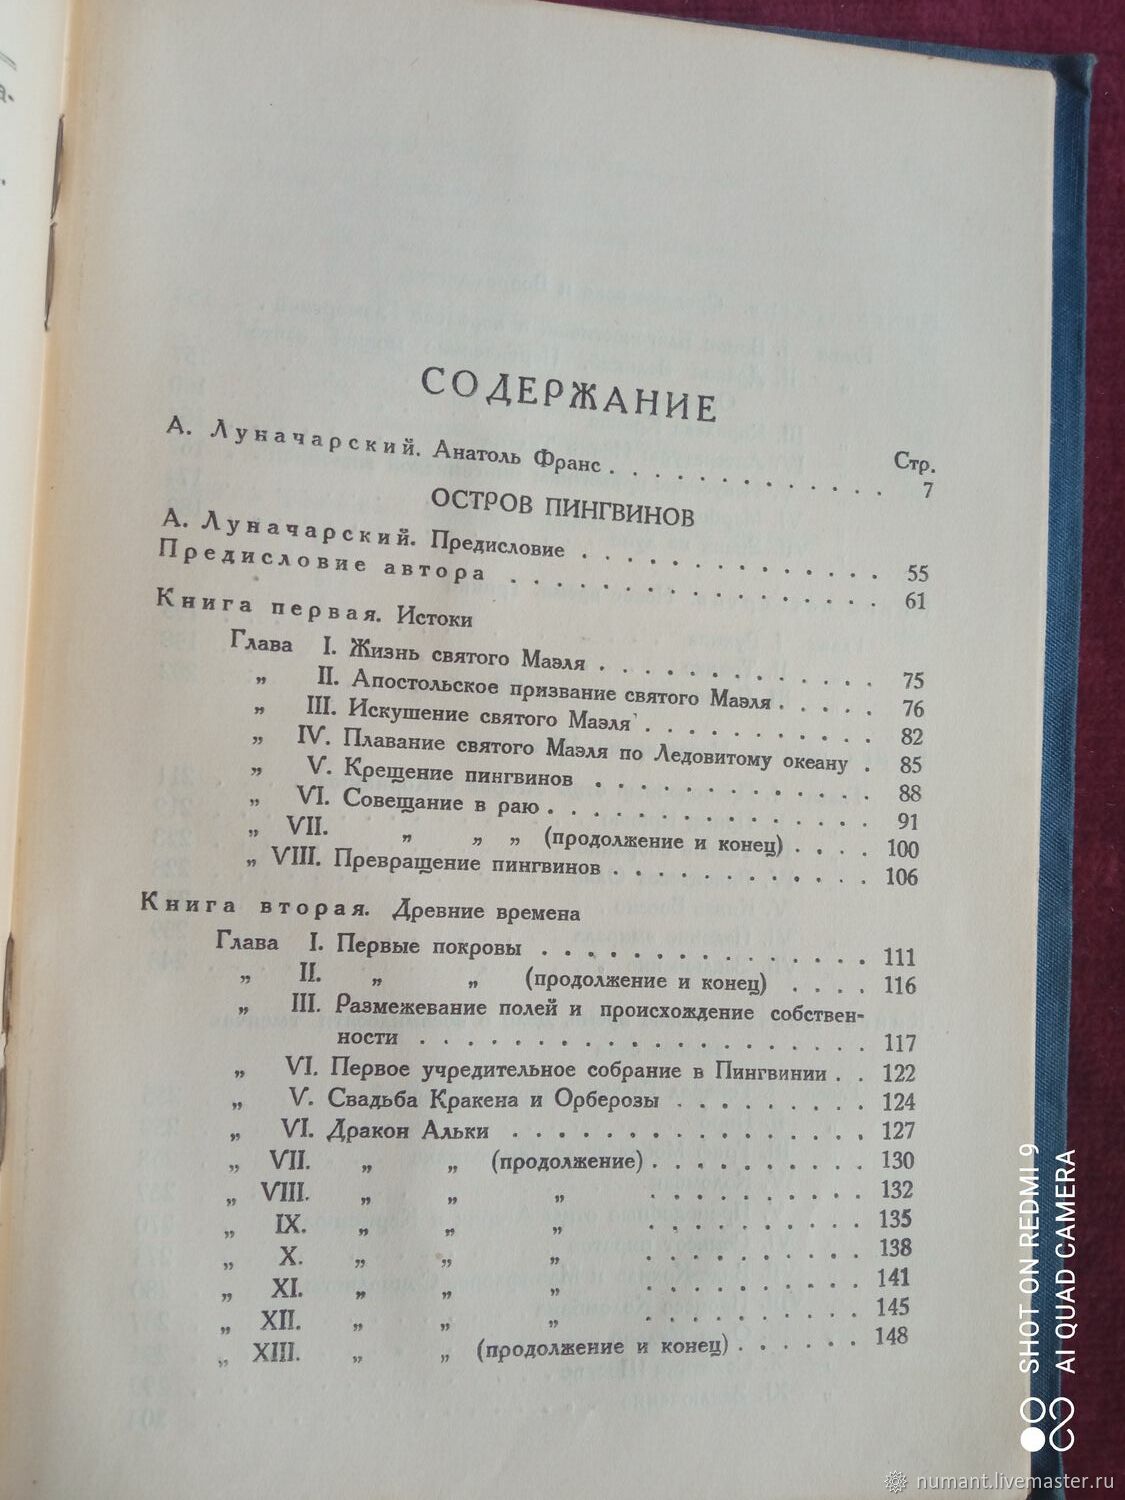 СОДЕРЖАНИЕ
Стр.
А. Луначарский. Анатоль Франс . . . . . . . . . . . . 7
ОСТРОВ ПИНГВИНОВ
А. Луначарский. Предисловие . . . . . . . . . . . . . 55
Предисловие автора . . . . . . . . . . . . . . . . 61
Книга первая. Истоки
Глава I. Жизнь святого Маэля . . . . . . . . . . . . 75
„ II. Апостольское призвание святого Маэля . . . . . 76
„ III. Искушение святого Маэля . . . . . . . . . . 82
„ IV. Плавание святого Маэля по Ледовитому океану . 85
„ V. Крещение пингвинов . . . . . . . . . . . . 88
„ VI. Совещание в раю . . . . . . . . . . . . . . 91
„ VII. „ „ „ (продолжение и конец) . . . . 100
„ VIII. Превращение пингвинов . . . . . . . . . . . 106
Книга вторая. Древние времена
Глава I. Первые покровы . . . . . . . . . . . . . 111
„ II. „ „ (продолжение и конец) . . . . 116
„ III. Размежевание полей и происхождение собствен-
ности . . . . . . . . . . . . . . . . . 117
„ VI. Первое учредительное собрание в Пингвинии . . 122
„ V. Свадьба Кракена и Орберозы . . . . . . . . 124
„ VI. Дракон Альки . . . . . . . . . . . . . . . 127
„ VII. „ „ (продолжение) . . . . . . . . . 130
„ VIII. „ „ „ . . . . . . . . . 132
„ IX. „ „ „ . . . . . . . . . 135
„ X. „ „ „ . . . . . . . . . 138
„ XI. „ „ „ . . . . . . . . . 141
„ XII. „ „ „ . . . . . . . . . 145
„ XIII. „ „ (продолжение и конец) . . . . . . 148
SHOT ON REDMI 9
AI QUAD CAMERA
numant.livemaster.ru